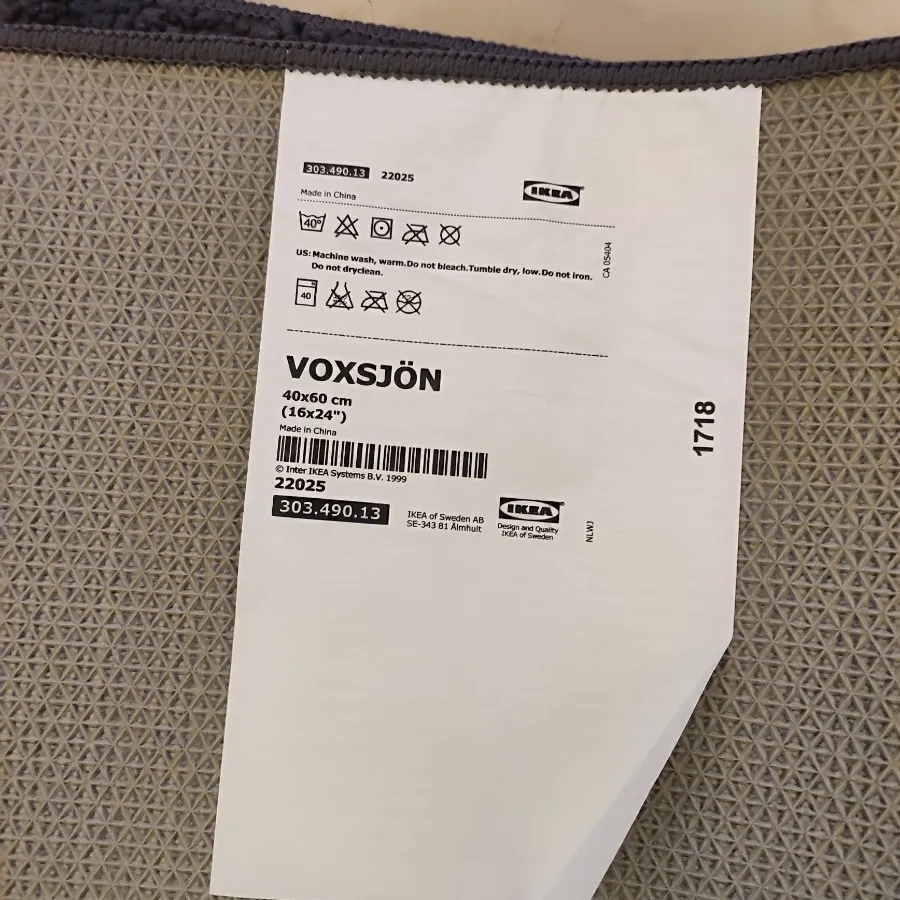 303.490.13 22025
IKEA
Made in China
40°
CA 05404
US: Machine wash, warm.Do not bleach.Tumble dry, low.Do not iron.
Do not dryclean.
40
VOXSJÖN
40x60 cm
(16x24")
Made in China
© Inter IKEA Systems B.V. 1999
22025
303.490.13
IKEA of Sweden AB
SE-343 81 Älmhult
IKEA
Design and Quality
IKEA of Sweden
NLWJ
1718